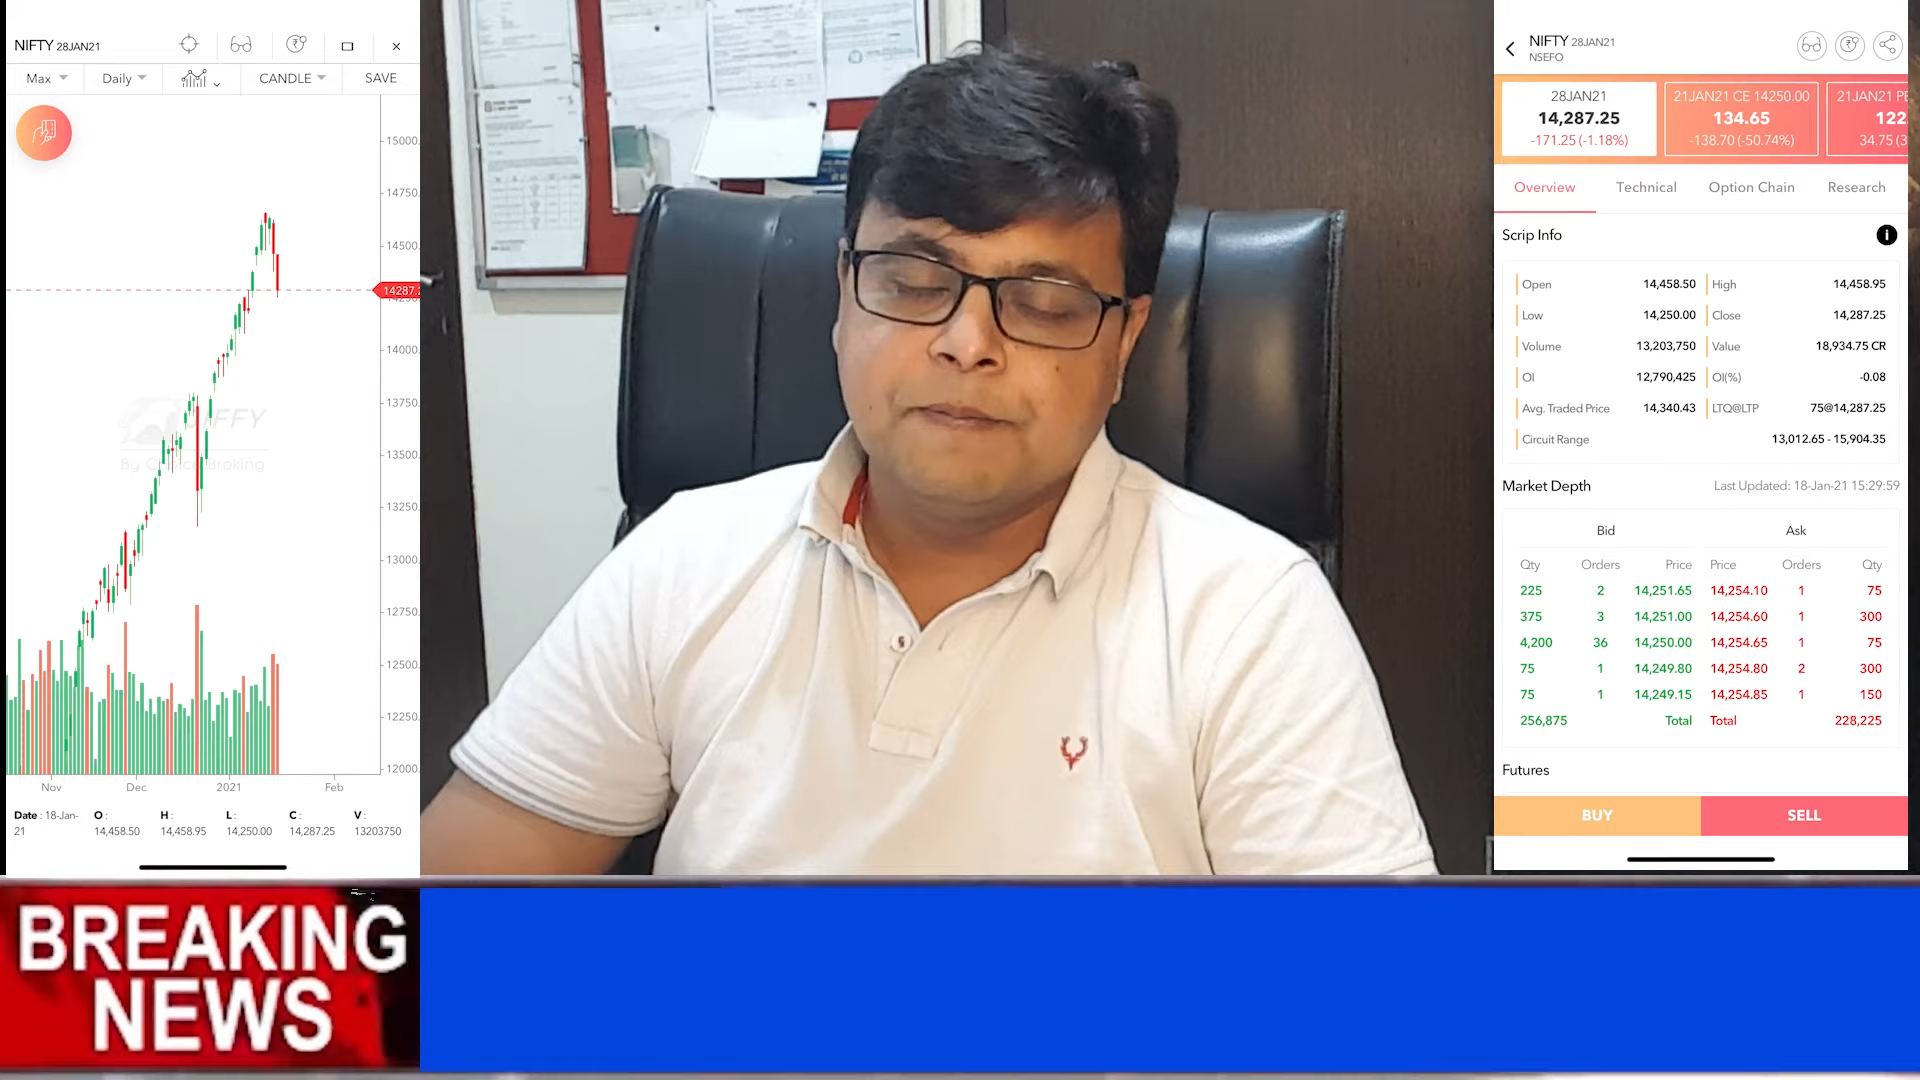 NIFTY 28JAN21
Max Daily CANDLE SAVE
15000
14750
14500
14287.
14000
13750
13500
13250
13000
12750
12500
12250
12000
By Choice Broking
Nov Dec 2021 Feb
Date : 18-Jan-21 O : 14,458.50 H : 14,458.95 L : 14,250.00 C : 14,287.25 V : 13203750
NIFTY 28JAN21
NSEFO
28JAN21
14,287.25
-171.25 (-1.18%)
21JAN21 CE 14250.00
134.65
-138.70 (-50.74%)
21JAN21 PE
122.
34.75 (3
Overview Technical Option Chain Research
Scrip Info
Open 14,458.50 High 14,458.95
Low 14,250.00 Close 14,287.25
Volume 13,203,750 Value 18,934.75 CR
OI 12,790,425 OI(%) -0.08
Avg. Traded Price 14,340.43 LTQ@LTP 75@14,287.25
Circuit Range 13,012.65 - 15,904.35
Market Depth Last Updated: 18-Jan-21 15:29:59
Bid Ask
Qty Orders Price Price Orders Qty
225 2 14,251.65 14,254.10 1 75
375 3 14,251.00 14,254.60 1 300
4,200 36 14,250.00 14,254.65 1 75
75 1 14,249.80 14,254.80 2 300
75 1 14,249.15 14,254.85 1 150
256,875 Total Total 228,225
Futures
BUY SELL
BREAKING
NEWS